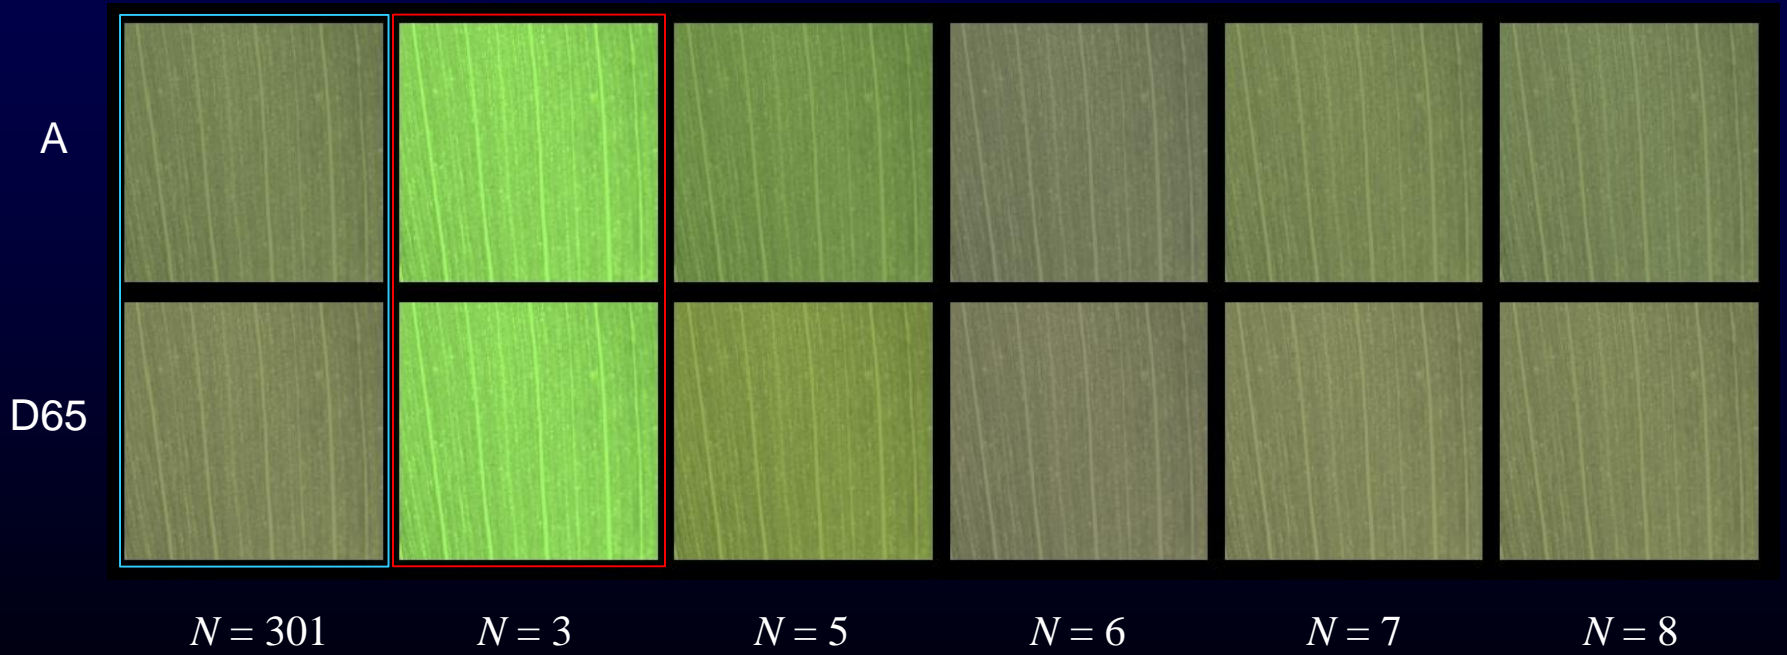 A
D65
N = 301 N = 3 N = 5 N = 6 N = 7 N = 8